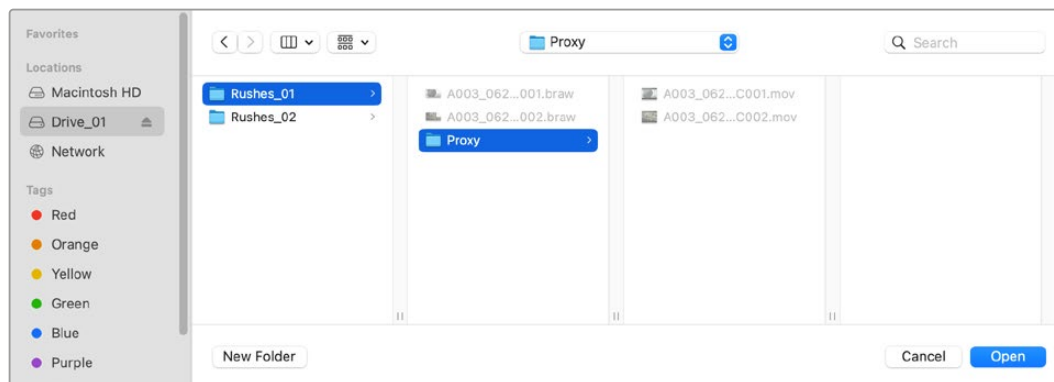 Favorites
Locations
Macintosh HD
Drive_01
Network
Tags
Red
Orange
Yellow
Green
Blue
Purple
Proxy
Search
Rushes_01
Rushes_02
A003_062...001.braw
A003_062...002.braw
Proxy
A003_062...C001.mov
A003_062...C002.mov
New Folder
Cancel
Open